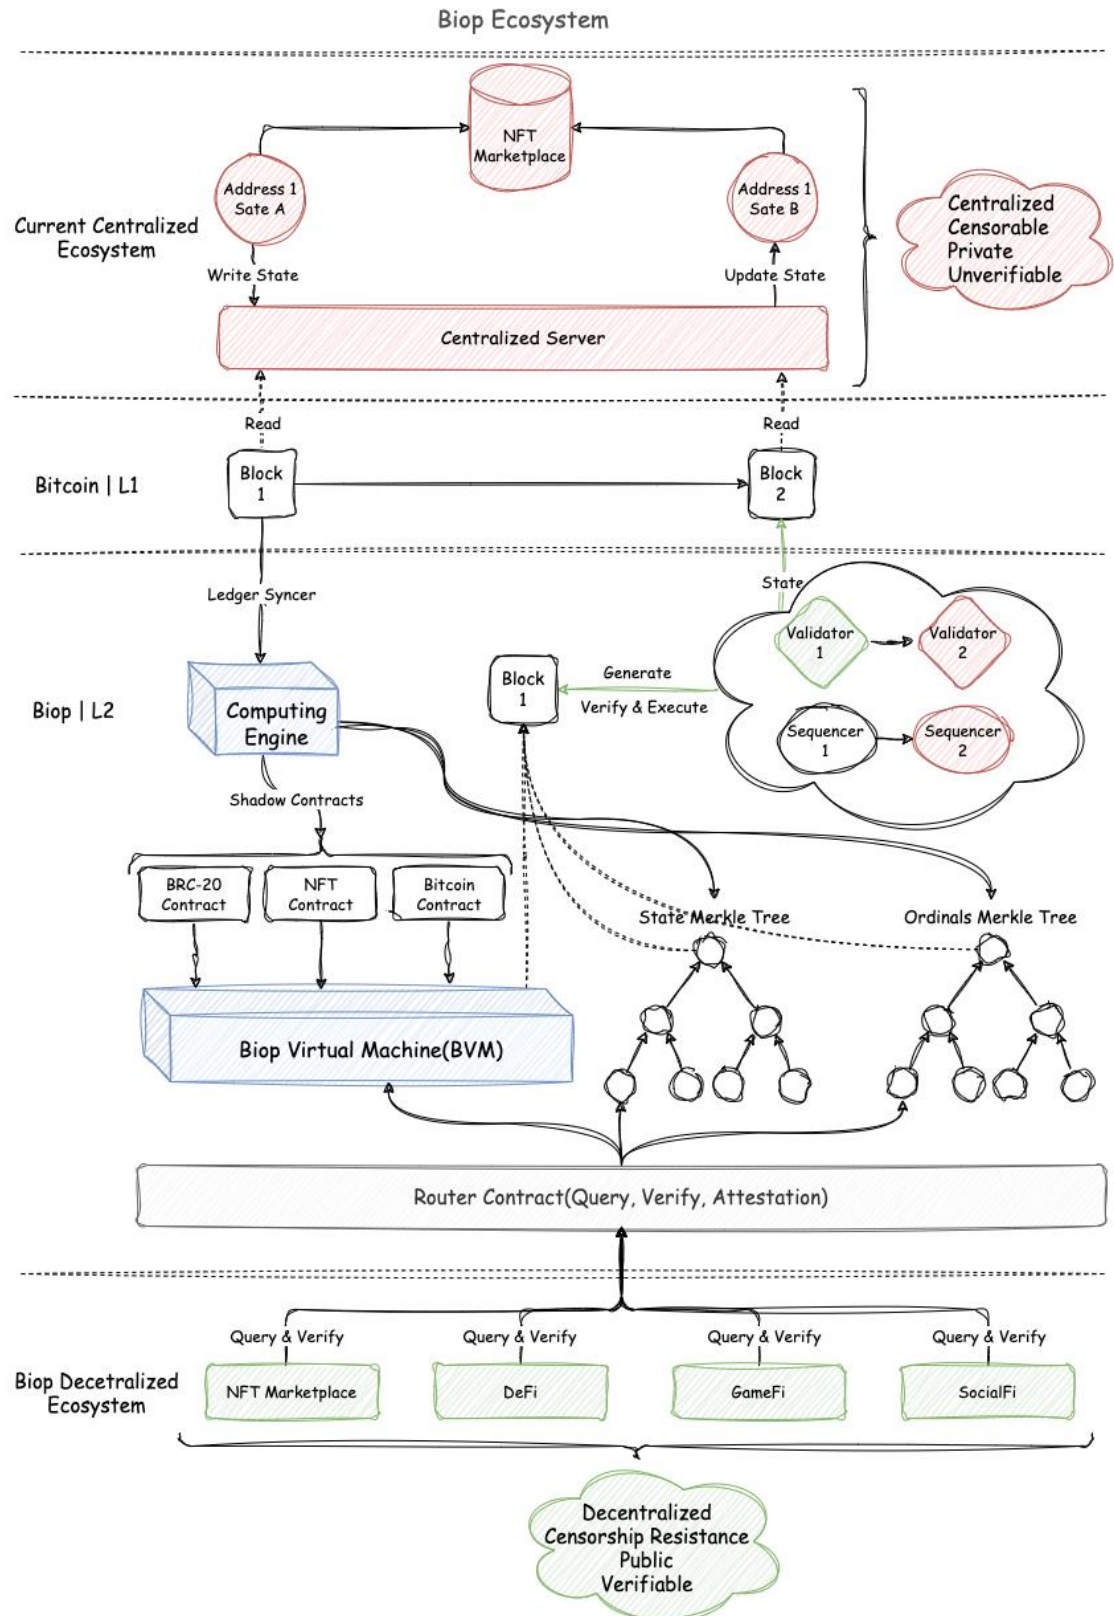 Biop Ecosystem
NFT
Marketplace
Address 1
Sate A
Address 1
Sate B
Current Centralized
Ecosystem
Centralized
Censorable
Private
Unverifiable
Write State
Update State
Centralized Server
Read
Read
Bitcoin | L1
Block
1
Block
2
Ledger Syncer
State
Validator
1
Validator
2
Biop | L2
Computing
Engine
Block
1
Generate
Verify & Execute
Sequencer
1
Sequencer
2
Shadow Contracts
BRC-20
Contract
NFT
Contract
Bitcoin
Contract
State Merkle Tree
Ordinals Merkle Tree
Biop Virtual Machine(BVM)
Router Contract(Query, Verify, Attestation)
Query & Verify
Query & Verify
Query & Verify
Query & Verify
Biop Decetralized
Ecosystem
NFT Marketplace
DeFi
GameFi
SocialFi
Decentralized
Censorship Resistance
Public
Verifiable